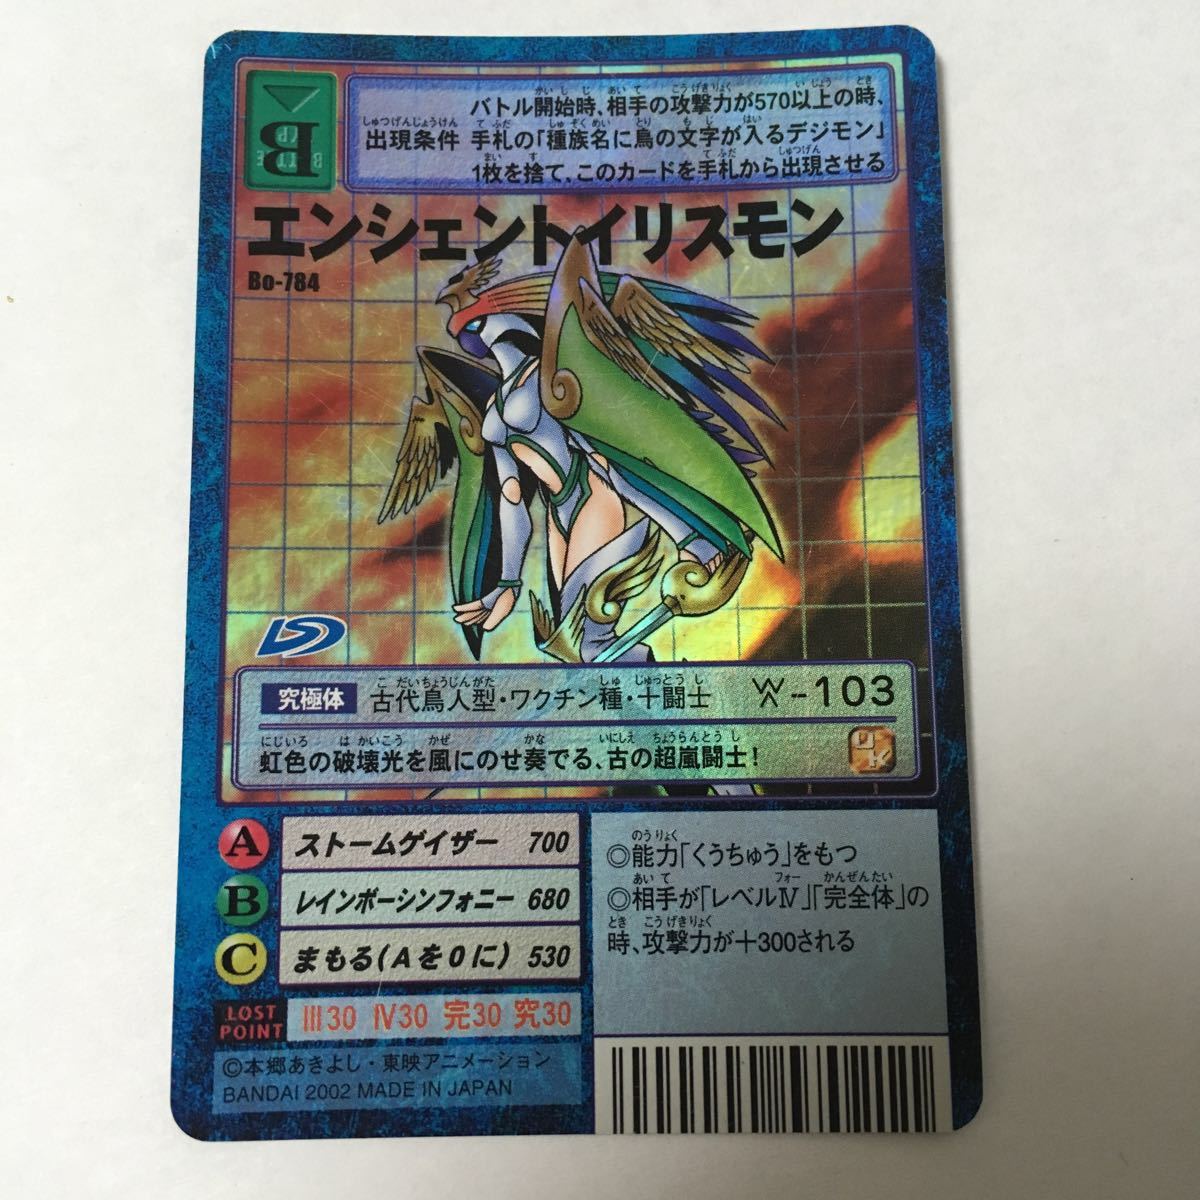 バトル開始時、相手の攻撃力が570以上の時、
出現条件 手札の「種族名に鳥の文字が入るデジモン」
1枚を捨て、このカードを手札から出現させる
B
エンシェントイリスモン
Bo-784
究極体 古代鳥人型・ワクチン種・十闘士 W-103
虹色の破壊光を風にのせ奏でる、古の超嵐闘士!
A ストームゲイザー 700
B レインボーシンフォニー 680
C まもる(Aを0に) 530
LOST POINT Ⅲ30 Ⅳ30 完30 究30
◎能力「くうちゅう」をもつ
◎相手が「レベルⅣ」「完全体」の
時、攻撃力が+300される
©本郷あきよし・東映アニメーション
BANDAI 2002 MADE IN JAPAN